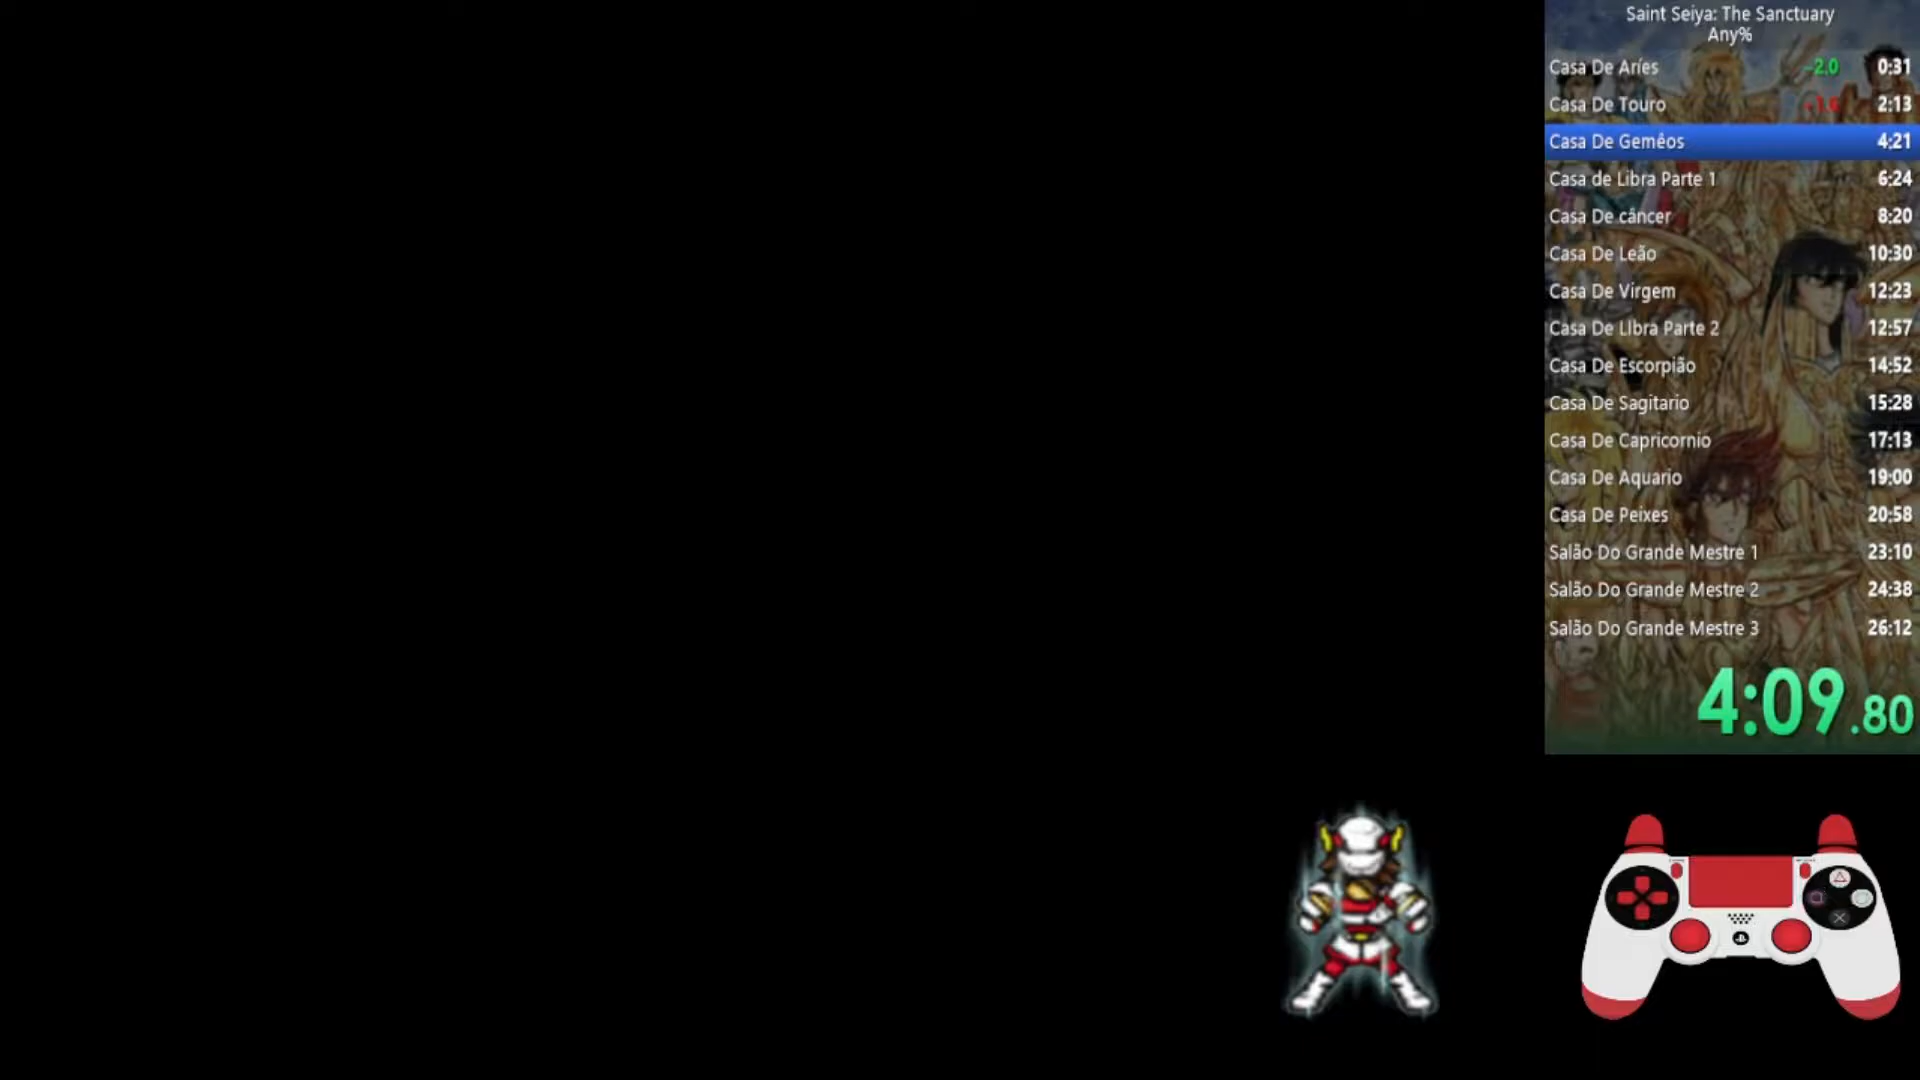 Saint Seiya: The Sanctuary
Any%
Casa De Aríes -2.0 0:31
Casa De Touro +1.6 2:13
Casa De Gemêos 4:21
Casa de Libra Parte 1 6:24
Casa De câncer 8:20
Casa De Leão 10:30
Casa De Virgem 12:23
Casa De LIbra Parte 2 12:57
Casa De Escorpião 14:52
Casa De Sagitario 15:28
Casa De Capricornio 17:13
Casa De Aquario 19:00
Casa De Peixes 20:58
Salão Do Grande Mestre 1 23:10
Salão Do Grande Mestre 2 24:38
Salão Do Grande Mestre 3 26:12
4:09.80